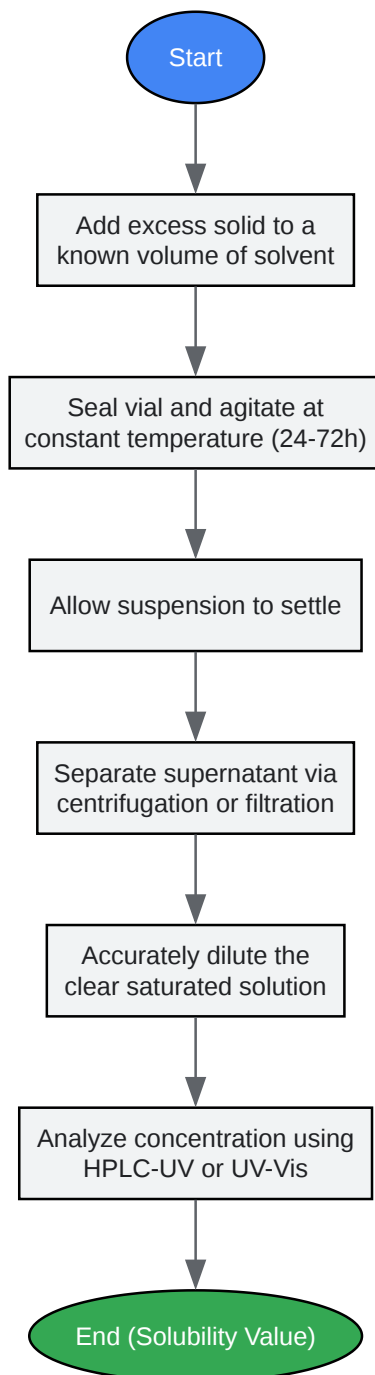 Start
Add excess solid to a
known volume of solvent
Seal vial and agitate at
constant temperature (24-72h)
Allow suspension to settle
Separate supernatant via
centrifugation or filtration
Accurately dilute the
clear saturated solution
Analyze concentration using
HPLC-UV or UV-Vis
End (Solubility Value)